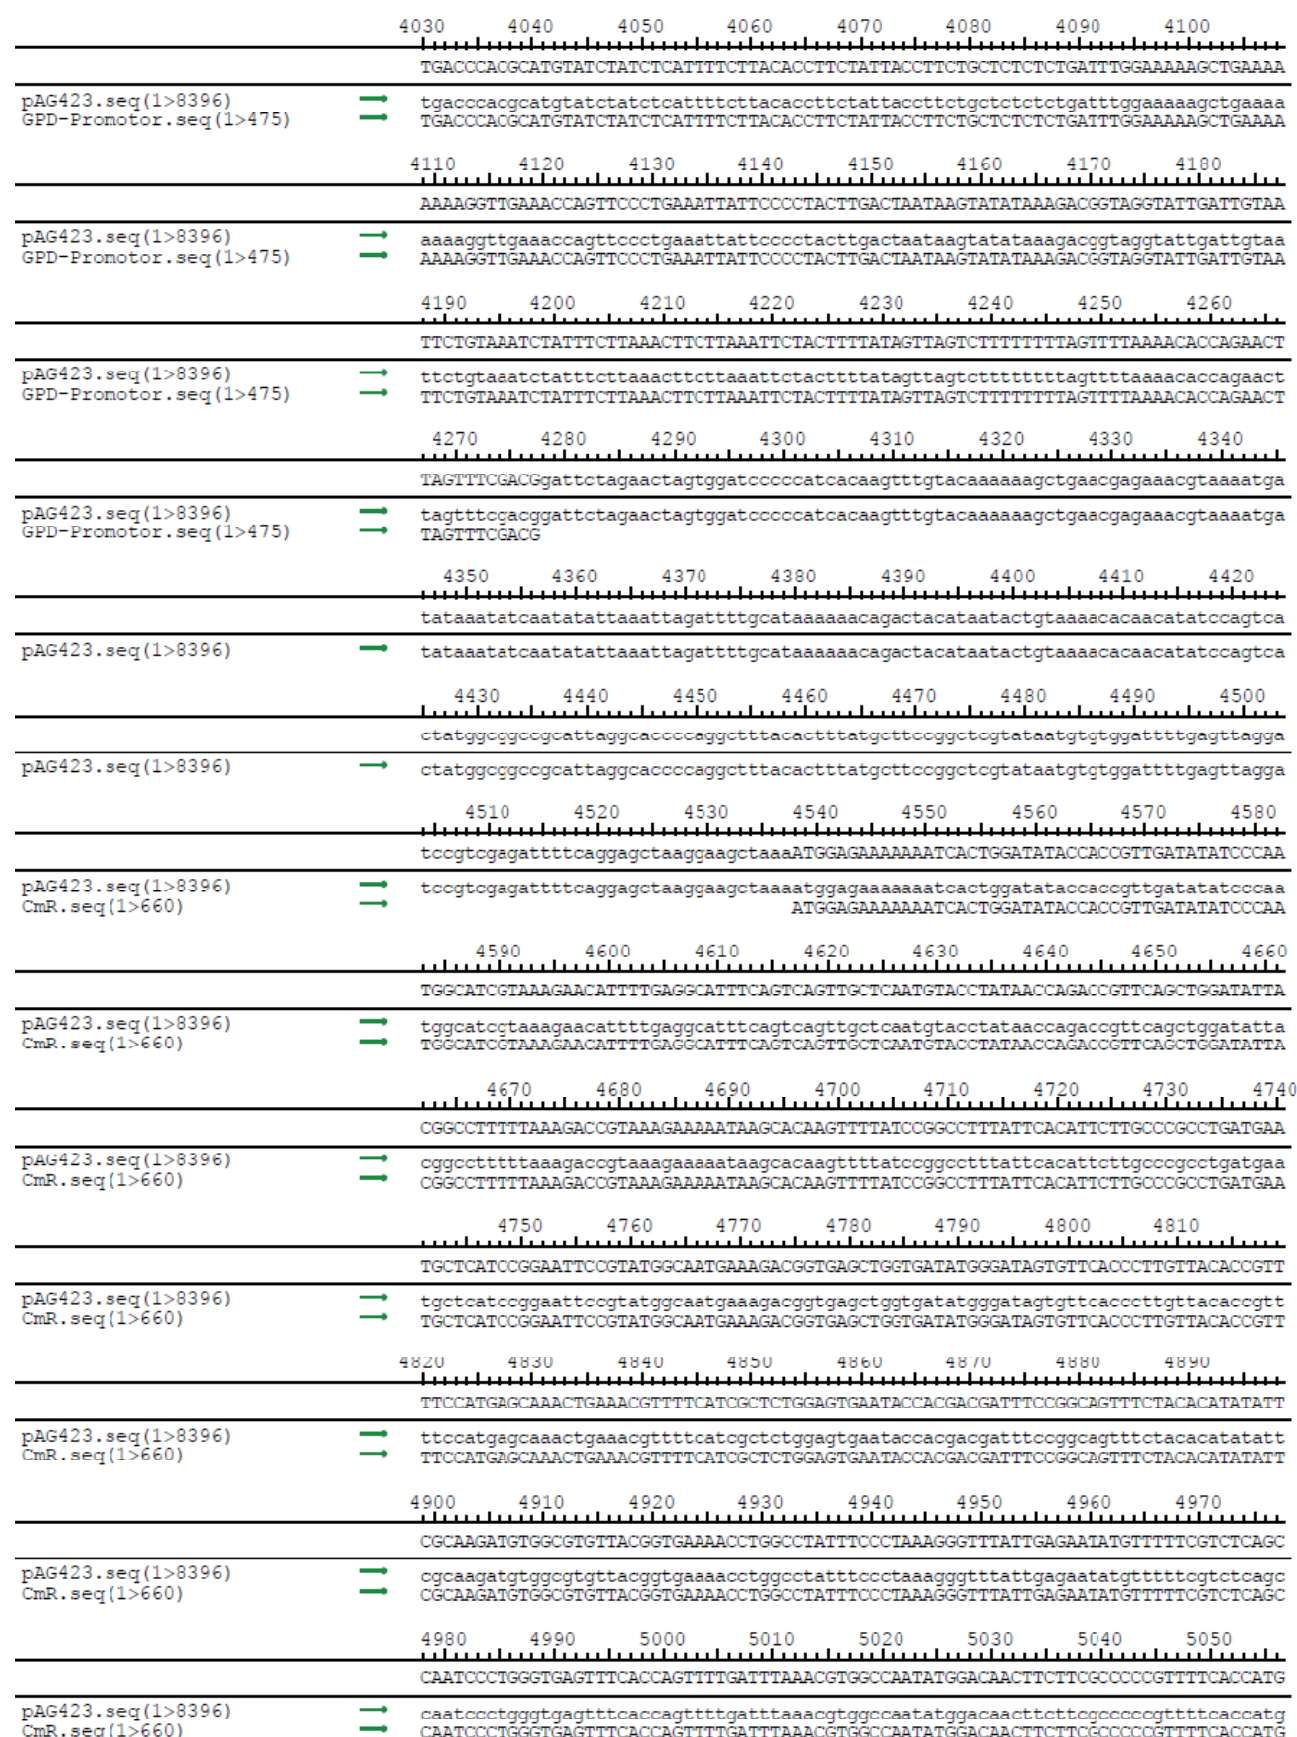 4030 4040 4050 4060 4070 4080 4090 4100
TGACCCACGCATGTATCTATCTCATTTTCTTACACCTTCTATTACCTTCTGCTCTCTCTGATTTGGAAAAAGCTGAAAA
pAG423.seq(1>8396) tgacccacgcatgtatctatctcattttcttacaccttctattaccttctgctctctctgatttggaaaaagctgaaaa
GPD-Promotor.seq(1>475) TGACCCACGCATGTATCTATCTCATTTTCTTACACCTTCTATTACCTTCTGCTCTCTCTGATTTGGAAAAAGCTGAAAA
4110 4120 4130 4140 4150 4160 4170 4180
AAAAGGTTGAAACCAGTTCCCTGAAATTATTCCCCTACTTGACTAATAAGTATATAAAGACGGTAGGTATTGATTGTAA
pAG423.seq(1>8396) aaaaggttgaaaccagttccctgaaattattcccctacttgactaataagtatataaagacggtaggtattgattgtaa
GPD-Promotor.seq(1>475) AAAAGGTTGAAACCAGTTCCCTGAAATTATTCCCCTACTTGACTAATAAGTATATAAAGACGGTAGGTATTGATTGTAA
4190 4200 4210 4220 4230 4240 4250 4260
TTCTGTAAATCTATTTCTTAAACTTCTTAAATTCTACTTTTATAGTTAGTCTTTTTTTTAGTTTTAAAACACCAGAACT
pAG423.seq(1>8396) ttctgtaaatctatttcttaaacttcttaaattctacttttatagttagtcttttttttagttttaaaacaccagaact
GPD-Promotor.seq(1>475) TTCTGTAAATCTATTTCTTAAACTTCTTAAATTCTACTTTTATAGTTAGTCTTTTTTTTAGTTTTAAAACACCAGAACT
4270 4280 4290 4300 4310 4320 4330 4340
TAGTTTCGACGgattctagaactagtggatcccccatcacaagtttgtacaaaaaagctgaacgagaaacgtaaaatga
pAG423.seq(1>8396) tagtttcgacggattctagaactagtggatcccccatcacaagtttgtacaaaaaagctgaacgagaaacgtaaaatga
GPD-Promotor.seq(1>475) TAGTTTCGACG
4350 4360 4370 4380 4390 4400 4410 4420
tataaatatcaatatattaaattagattttgcataaaaaacagactacataatactgtaaaacacaacatatccagtca
pAG423.seq(1>8396) tataaatatcaatatattaaattagattttgcataaaaaacagactacataatactgtaaaacacaacatatccagtca
4430 4440 4450 4460 4470 4480 4490 4500
ctatggcggccgcattaggcaccccaggctttacactttatgcttccggctcgtataatgtgtggattttgagttagga
pAG423.seq(1>8396) ctatggcggccgcattaggcaccccaggctttacactttatgcttccggctcgtataatgtgtggattttgagttagga
4510 4520 4530 4540 4550 4560 4570 4580
tccgtcgagattttcaggagctaaggaagctaaaATGGAGAAAAAAATCACTGGATATACCACCGTTGATATATCCCAA
pAG423.seq(1>8396) tccgtcgagattttcaggagctaaggaagctaaaatggagaaaaaaatcactggatataccaccgttgatatatcccaa
CmR.seq(1>660) ATGGAGAAAAAAATCACTGGATATACCACCGTTGATATATCCCAA
4590 4600 4610 4620 4630 4640 4650 4660
TGGCATCGTAAAGAACATTTTGAGGCATTTCAGTCAGTTGCTCAATGTACCTATAACCAGACCGTTCAGCTGGATATTA
pAG423.seq(1>8396) tggcatcgtaaagaacattttgaggcatttcagtcagttgctcaatgtacctataaccagaccgttcagctggatatta
CmR.seq(1>660) TGGCATCGTAAAGAACATTTTGAGGCATTTCAGTCAGTTGCTCAATGTACCTATAACCAGACCGTTCAGCTGGATATTA
4670 4680 4690 4700 4710 4720 4730 4740
CGGCCTTTTTAAAGACCGTAAAGAAAAATAAGCACAAGTTTTATCCGGCCTTTATTCACATTCTTGCCCGCCTGATGAA
pAG423.seq(1>8396) cggcctttttaaagaccgtaaagaaaaataagcacaagttttatccggcctttattcacattcttgcccgcctgatgaa
CmR.seq(1>660) CGGCCTTTTTAAAGACCGTAAAGAAAAATAAGCACAAGTTTTATCCGGCCTTTATTCACATTCTTGCCCGCCTGATGAA
4750 4760 4770 4780 4790 4800 4810
TGCTCATCCGGAATTCCGTATGGCAATGAAAGACGGTGAGCTGGTGATATGGGATAGTGTTCACCCTTGTTACACCGTT
pAG423.seq(1>8396) tgctcatccggaattccgtatggcaatgaaagacggtgagctggtgatatgggatagtgttcacccttgttacaccgtt
CmR.seq(1>660) TGCTCATCCGGAATTCCGTATGGCAATGAAAGACGGTGAGCTGGTGATATGGGATAGTGTTCACCCTTGTTACACCGTT
4820 4830 4840 4850 4860 4870 4880 4890
TTCCATGAGCAAACTGAAACGTTTTCATCGCTCTGGAGTGAATACCACGACGATTTCCGGCAGTTTCTACACATATATT
pAG423.seq(1>8396) ttccatgagcaaactgaaacgttttcatcgctctggagtgaataccacgacgatttccggcagtttctacacatatatt
CmR.seq(1>660) TTCCATGAGCAAACTGAAACGTTTTCATCGCTCTGGAGTGAATACCACGACGATTTCCGGCAGTTTCTACACATATATT
4900 4910 4920 4930 4940 4950 4960 4970
CGCAAGATGTGGCGTGTTACGGTGAAAACCTGGCCTATTTCCCTAAAGGGTTTATTGAGAATATGTTTTTCGTCTCAGC
pAG423.seq(1>8396) cgcaagatgtggcgtgttacggtgaaaacctggcctatttccctaaagggtttattgagaatatgtttttcgtctcagc
CmR.seq(1>660) CGCAAGATGTGGCGTGTTACGGTGAAAACCTGGCCTATTTCCCTAAAGGGTTTATTGAGAATATGTTTTTCGTCTCAGC
4980 4990 5000 5010 5020 5030 5040 5050
CAATCCCTGGGTGAGTTTCACCAGTTTTGATTTAAACGTGGCCAATATGGACAACTTCTTCGCCCCCGTTTTCACCATG
pAG423.seq(1>8396) caatccctgggtgagtttcaccagttttgatttaaacgtggccaatatggacaacttcttcgcccccgttttcaccatg
CmR.seq(1>660) CAATCCCTGGGTGAGTTTCACCAGTTTTGATTTAAACGTGGCCAATATGGACAACTTCTTCGCCCCCGTTTTCACCATG